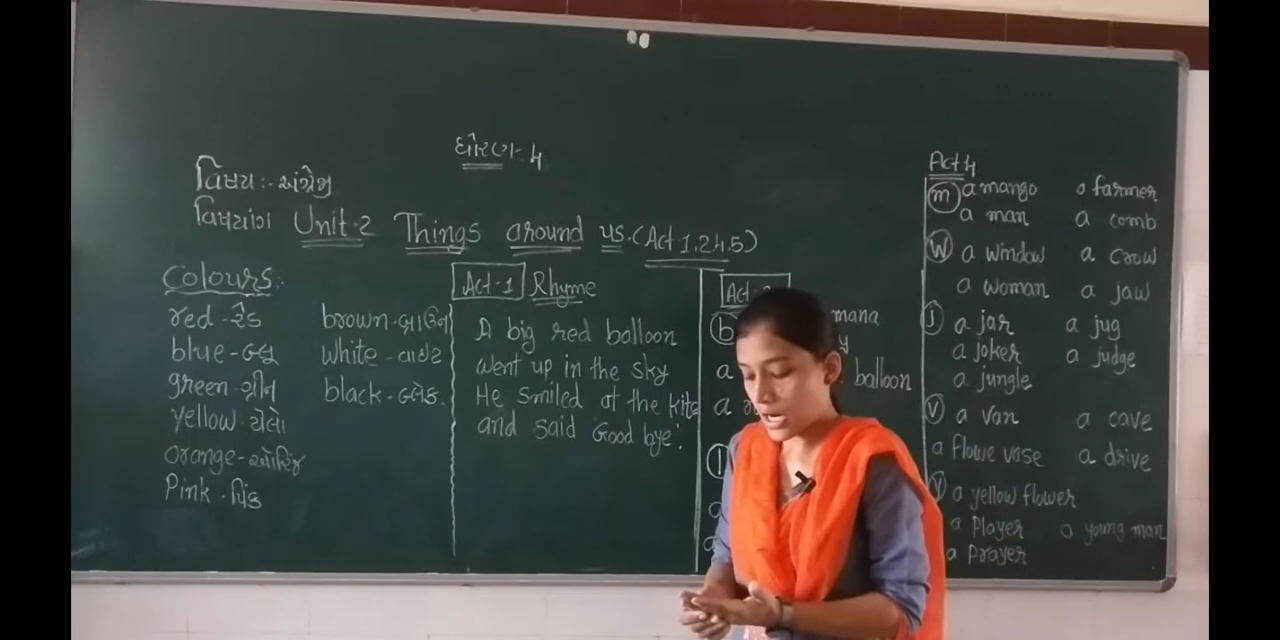 ધોરણ-4
વિષય:-અંગ્રેજી
વિષયાંગ Unit-2 Things around us.(Act 1,2,4,5)
Colours:-
red-રેડ
blue-બ્લુ
green-ગ્રીન
yellow-યેલો
orange-ઓરેન્જ
Pink-પિંક
brown-બ્રાઉન
white-વાઈટ
black-બ્લેક.
Act-1 Rhyme
A big red balloon
went up in the sky
He smiled at the kite
and said Good bye!
Act-
b
a balloon
a
Act 4
m a mango a farmer
a man a comb
W a window a crow
a woman a jaw
J a jar a jug
a joker a judge
a jungle
V a van a cave
a flowe vase a drive
Y a yellow flower
a Player a young man
a prayer